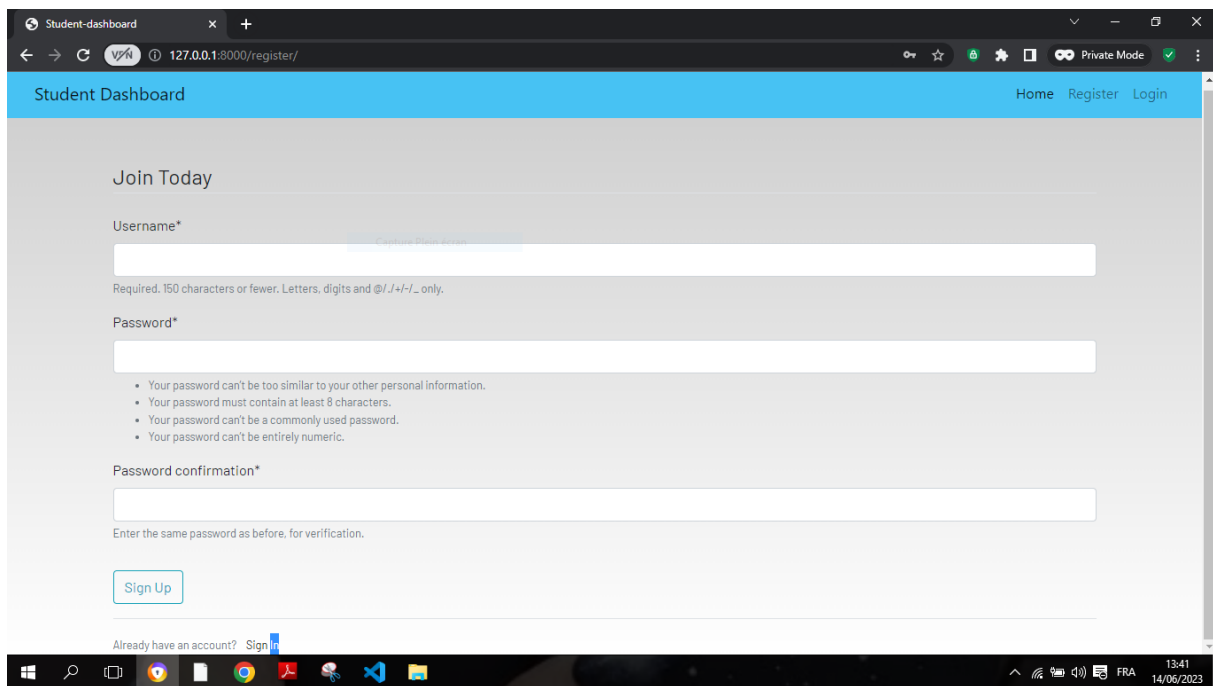 Student-dashboard
VPN 127.0.0.1:8000/register/ Private Mode
Student Dashboard Home Register Login
Join Today
Username*
Capture Plein écran
Required. 150 characters or fewer. Letters, digits and @/./+/-/_ only.
Password*
Your password can't be too similar to your other personal information.
Your password must contain at least 8 characters.
Your password can't be a commonly used password.
Your password can't be entirely numeric.
Password confirmation*
Enter the same password as before, for verification.
Sign Up
Already have an account? Sign In
FRA 13:41
14/06/2023